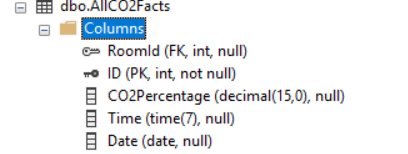 dbo.AllCO2Facts
Columns
RoomId (FK, int, null)
ID (PK, int, not null)
CO2Percentage (decimal(15,0), null)
Time (time(7), null)
Date (date, null)